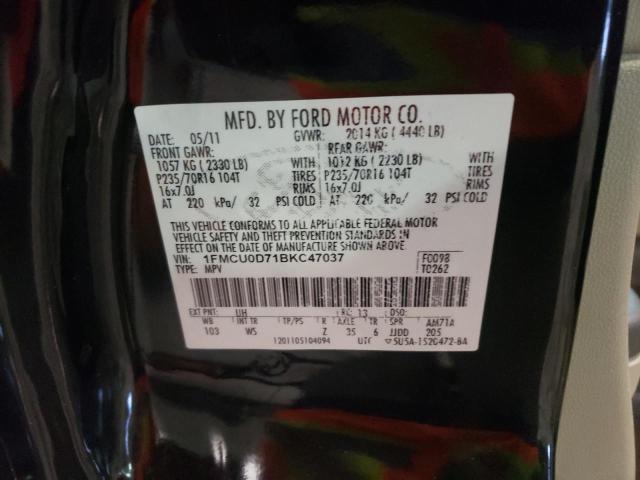 MFD. BY FORD MOTOR CO.
DATE: 05/11 GVWR: 2014 KG ( 4440 LB)
FRONT GAWR: REAR GAWR:
1057 KG ( 2330 LB) WITH 1012 KG ( 2230 LB) WITH
P235/70R16 104T TIRES P235/70R16 104T TIRES
16x7.0J RIMS 16x7.0J RIMS
AT 220 kPa/ 32 PSI COLD AT 220 kPa/ 32 PSI COLD
THIS VEHICLE CONFORMS TO ALL APPLICABLE FEDERAL MOTOR
VEHICLE SAFETY AND THEFT PREVENTION STANDARDS IN
EFFECT ON THE DATE OF MANUFACTURE SHOWN ABOVE.
VIN: 1FMCU0D71BKC47037 F0098
TYPE: MPV T0262
EXT PNT: UH RC: 13 DSO:
WB INT TR TP/PS R AXLE TR SPR AM71A
103 WS Z 35 6 JJDD 205
1201105104094 UTC 5U5A-1520472-BA